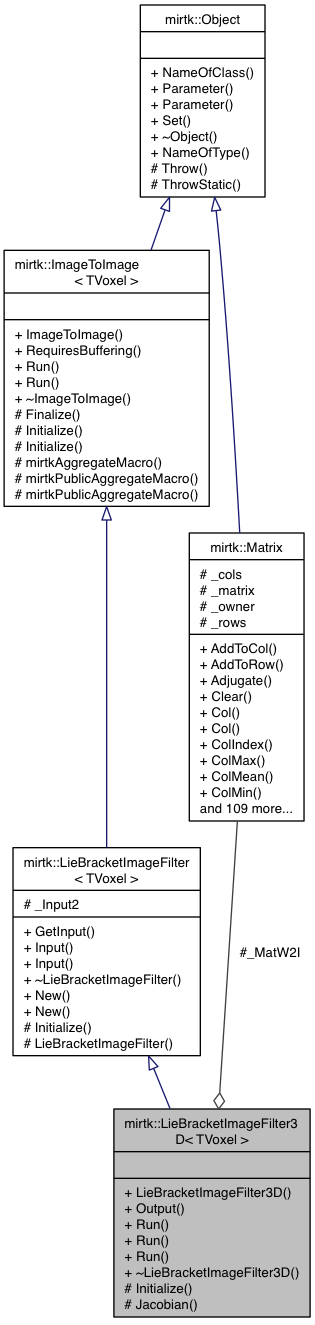 mirtk::Object
+ NameOfClass()
+ Parameter()
+ Parameter()
+ Set()
+ ~Object()
+ NameOfType()
# Throw()
# ThrowStatic()
mirtk::ImageToImage
< TVoxel >
+ ImageToImage()
+ RequiresBuffering()
+ Run()
+ Run()
+ ~ImageToImage()
# Finalize()
# Initialize()
# Initialize()
# mirtkAggregateMacro()
# mirtkPublicAggregateMacro()
# mirtkPublicAggregateMacro()
mirtk::Matrix
# _cols
# _matrix
# _owner
# _rows
+ AddToCol()
+ AddToRow()
+ Adjugate()
+ Clear()
+ Col()
+ Col()
+ ColIndex()
+ ColMax()
+ ColMean()
+ ColMin()
and 109 more...
mirtk::LieBracketImageFilter
< TVoxel >
# _Input2
+ GetInput()
+ Input()
+ Input()
+ ~LieBracketImageFilter()
+ New()
+ New()
# Initialize()
# LieBracketImageFilter()
#_MatW2I
mirtk::LieBracketImageFilter3
D< TVoxel >
+ LieBracketImageFilter3D()
+ Output()
+ Run()
+ Run()
+ Run()
+ ~LieBracketImageFilter3D()
# Initialize()
# Jacobian()